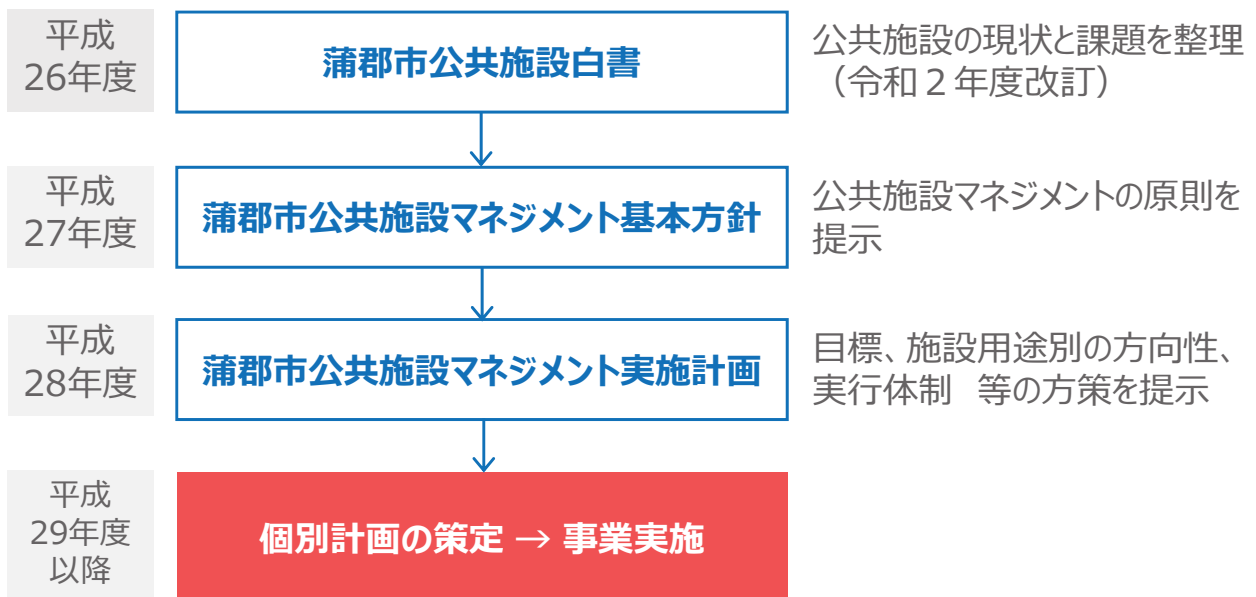 平成
26年度
蒲郡市公共施設白書
公共施設の現状と課題を整理
（令和２年度改訂）
平成
27年度
蒲郡市公共施設マネジメント基本方針
公共施設マネジメントの原則を
提示
平成
28年度
蒲郡市公共施設マネジメント実施計画
目標、施設用途別の方向性、
実行体制　等の方策を提示
平成
29年度
以降
個別計画の策定 → 事業実施